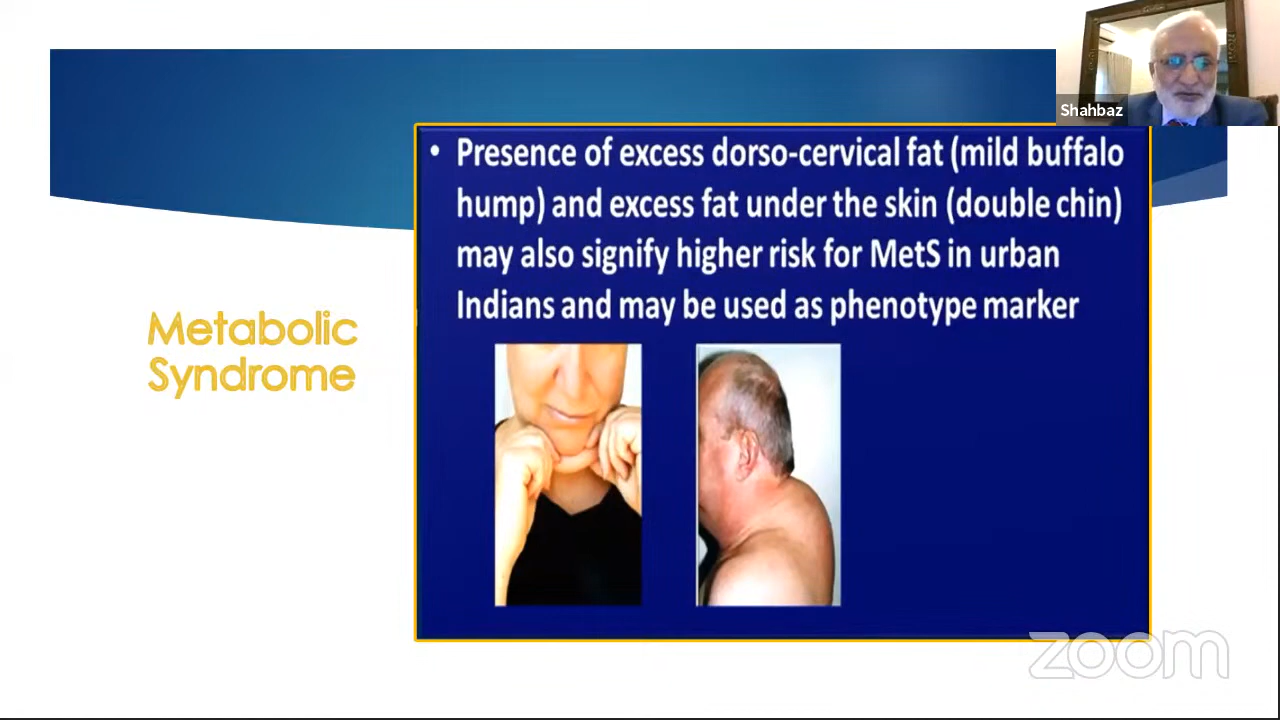 Shahbaz
• Presence of excess dorso-cervical fat (mild buffalo
hump) and excess fat under the skin (double chin)
may also signify higher risk for MetS in urban
Indians and may be used as phenotype marker
Metabolic
Syndrome
zoom